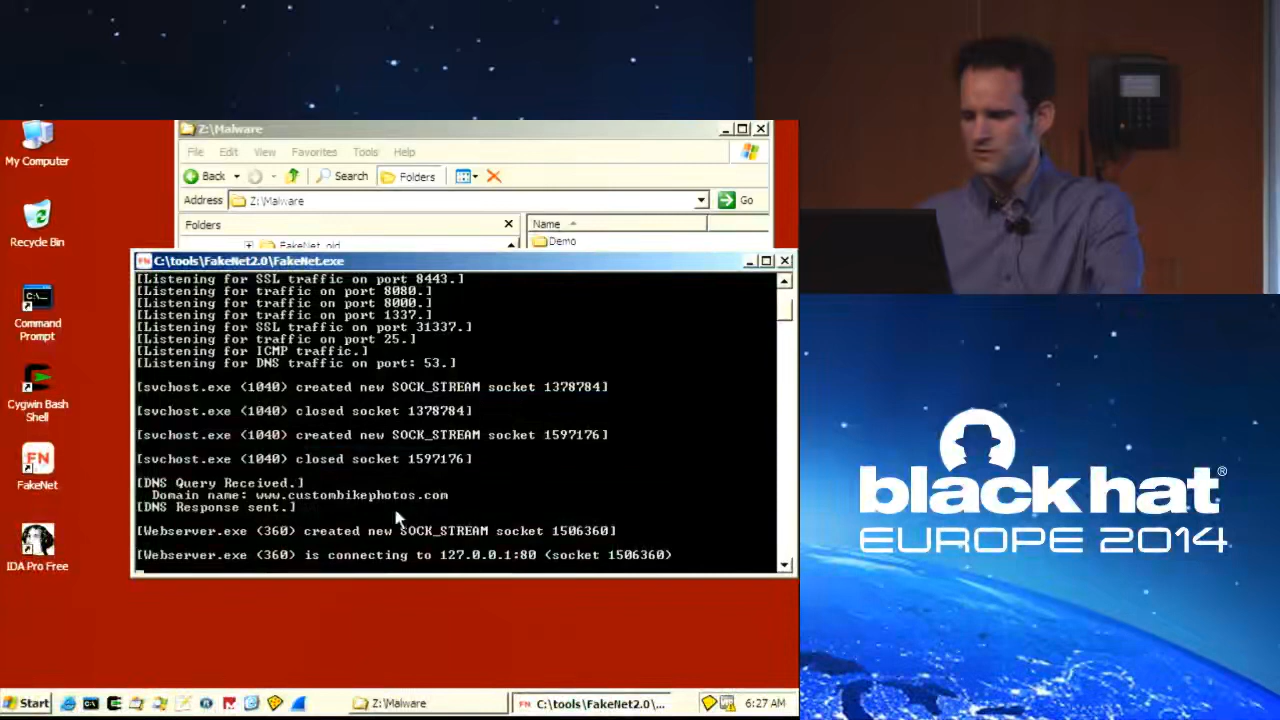 My Computer
Recycle Bin
Command
Prompt
Cygwin Bash
Shell
FN
FakeNet
IDA Pro Free
Z:\Malware
File Edit View Favorites Tools Help
Back Search Folders
Address Z:\Malware Go
Folders
Name
FakeNet_old
Demo
FN C:\tools\FakeNet2.0\FakeNet.exe
[Listening for SSL traffic on port 8443.]
[Listening for traffic on port 8080.]
[Listening for traffic on port 8000.]
[Listening for traffic on port 1337.]
[Listening for SSL traffic on port 31337.]
[Listening for traffic on port 25.]
[Listening for ICMP traffic.]
[Listening for DNS traffic on port: 53.]
[svchost.exe (1040) created new SOCK_STREAM socket 1378784]
[svchost.exe (1040) closed socket 1378784]
[svchost.exe (1040) created new SOCK_STREAM socket 1597176]
[svchost.exe (1040) closed socket 1597176]
[DNS Query Received.]
Domain name: www.custombikephotos.com
[DNS Response sent.]
[Webserver.exe (360) created new SOCK_STREAM socket 1506360]
[Webserver.exe (360) is connecting to 127.0.0.1:80 (socket 1506360)
Start Z:\Malware FN C:\tools\FakeNet2.0\... 6:27 AM
black hat®
EUROPE 2014